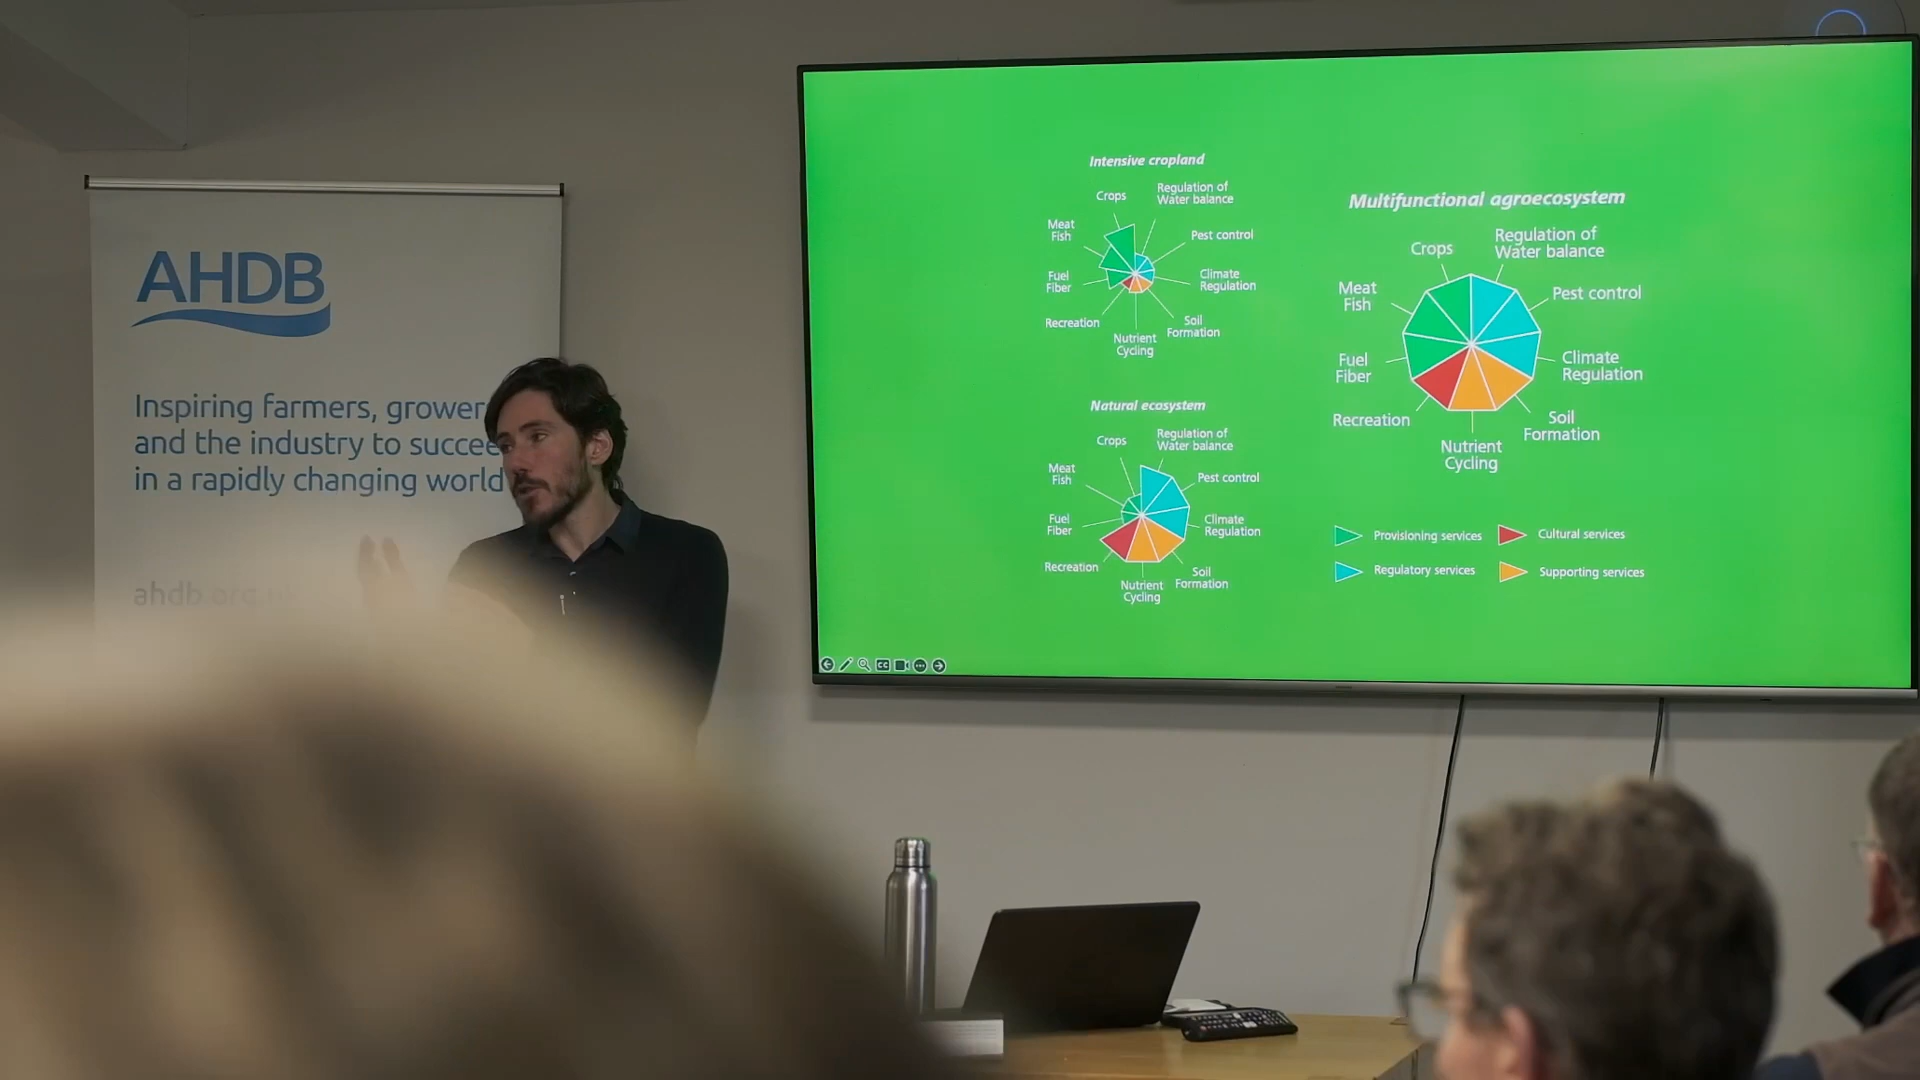 AHDB
Inspiring farmers, grower
and the industry to succee
in a rapidly changing world
ahdb.org
Intensive cropland
Crops
Regulation of
Water balance
Meat
Fish
Pest control
Fuel
Fiber
Climate
Regulation
Recreation
Soil
Formation
Nutrient
Cycling
Natural ecosystem
Crops
Regulation of
Water balance
Meat
Fish
Pest control
Fuel
Fiber
Climate
Regulation
Recreation
Soil
Formation
Nutrient
Cycling
Multifunctional agroecosystem
Crops
Regulation of
Water balance
Meat
Fish
Pest control
Fuel
Fiber
Climate
Regulation
Recreation
Soil
Formation
Nutrient
Cycling
Provisioning services
Cultural services
Regulatory services
Supporting services
CC